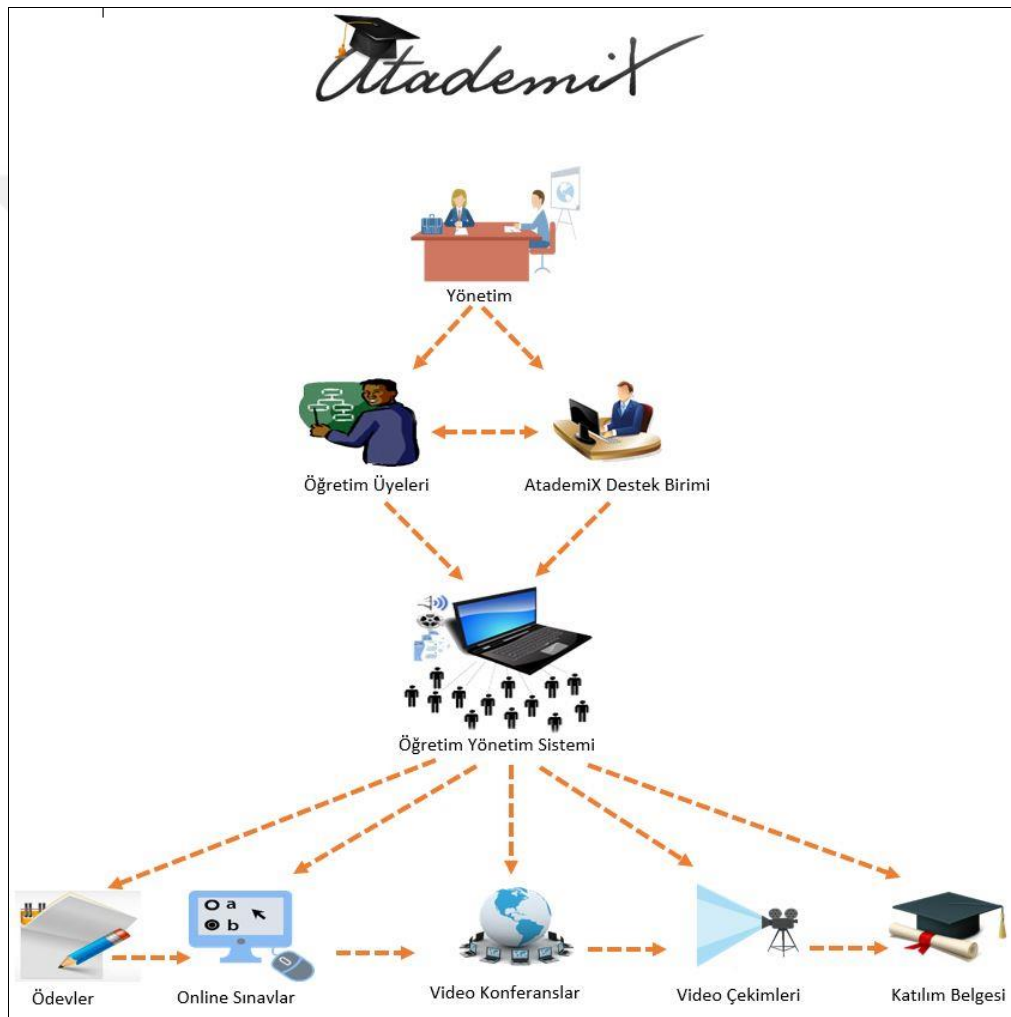 AtademiX
Yönetim
Öğretim Üyeleri
AtademiX Destek Birimi
Öğretim Yönetim Sistemi
a
b
Ödevler
Online Sınavlar
Video Konferanslar
Video Çekimleri
Katılım Belgesi